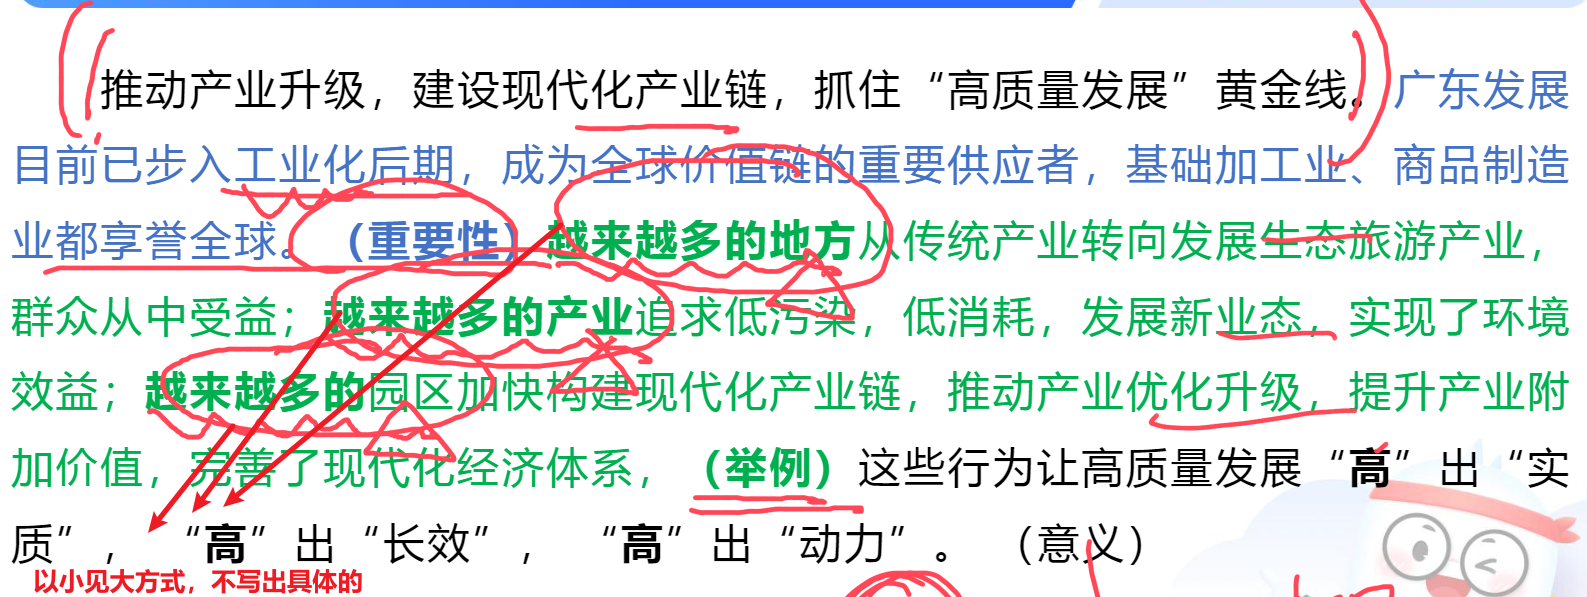 推动产业升级，建设现代化产业链，抓住“高质量发展”黄金线。广东发展
目前已步入工业化后期，成为全球价值链的重要供应者，基础加工业、商品制造
业都享誉全球。（重要性）越来越多的地方从传统产业转向发展生态旅游产业，
群众从中受益；越来越多的产业追求低污染，低消耗，发展新业态，实现了环境
效益；越来越多的园区加快构建现代化产业链，推动产业优化升级，提升产业附
加价值，完善了现代化经济体系，（举例）这些行为让高质量发展“高”出“实
质”，“高”出“长效”，“高”出“动力”。（意义）
以小见大方式，不写出具体的